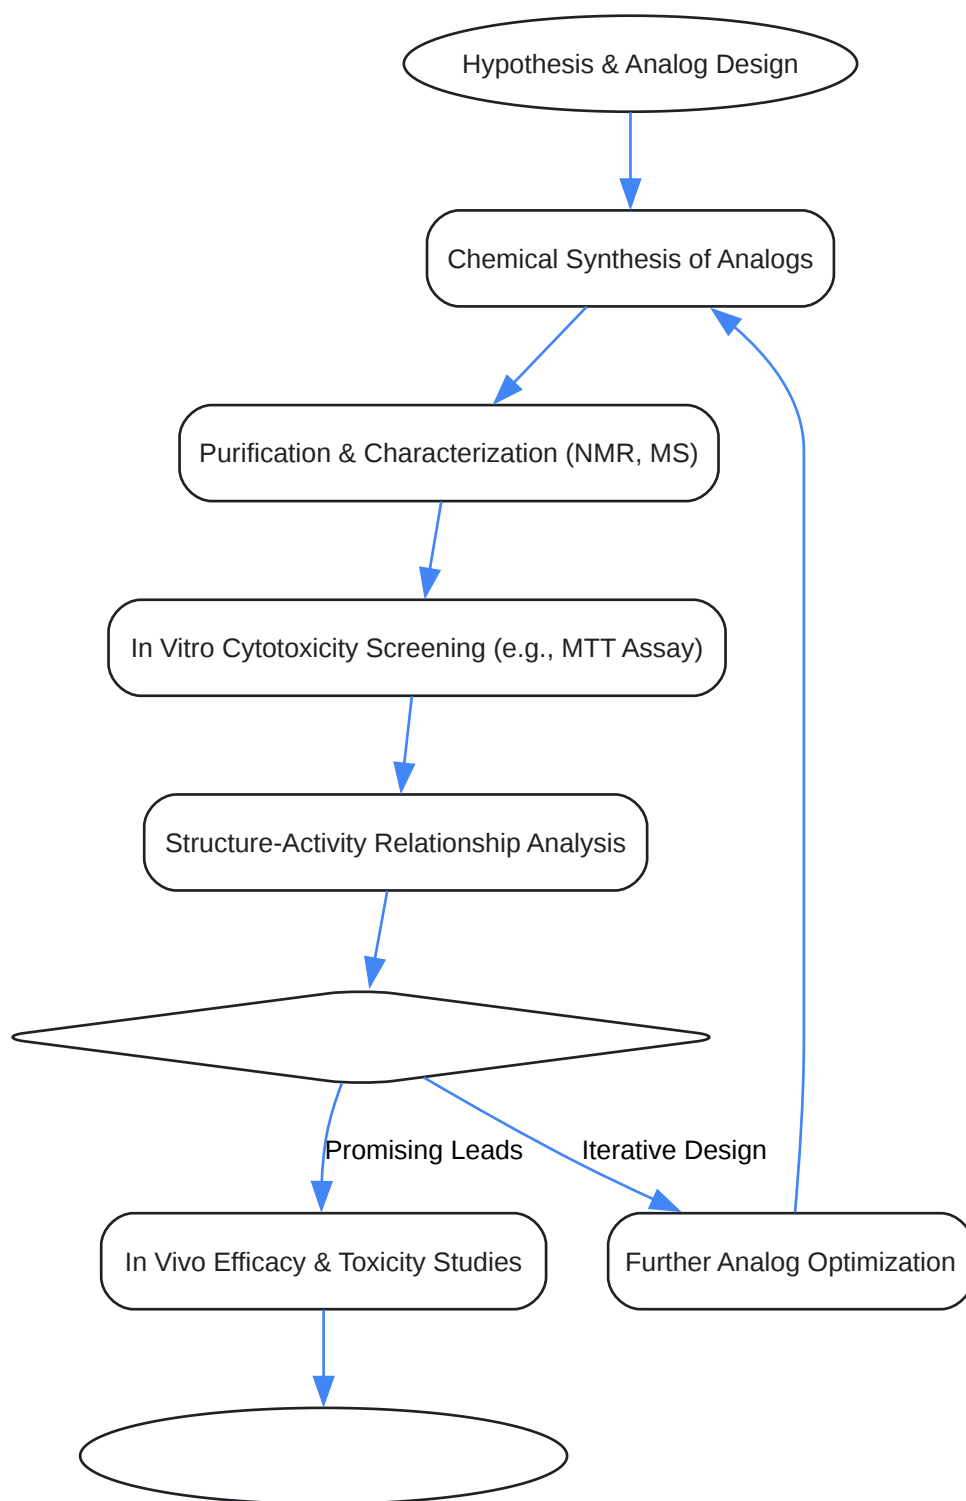 Hypothesis & Analog Design
Chemical Synthesis of Analogs
Purification & Characterization (NMR, MS)
In Vitro Cytotoxicity Screening (e.g., MTT Assay)
Structure-Activity Relationship Analysis
Promising Leads
Iterative Design
In Vivo Efficacy & Toxicity Studies
Further Analog Optimization